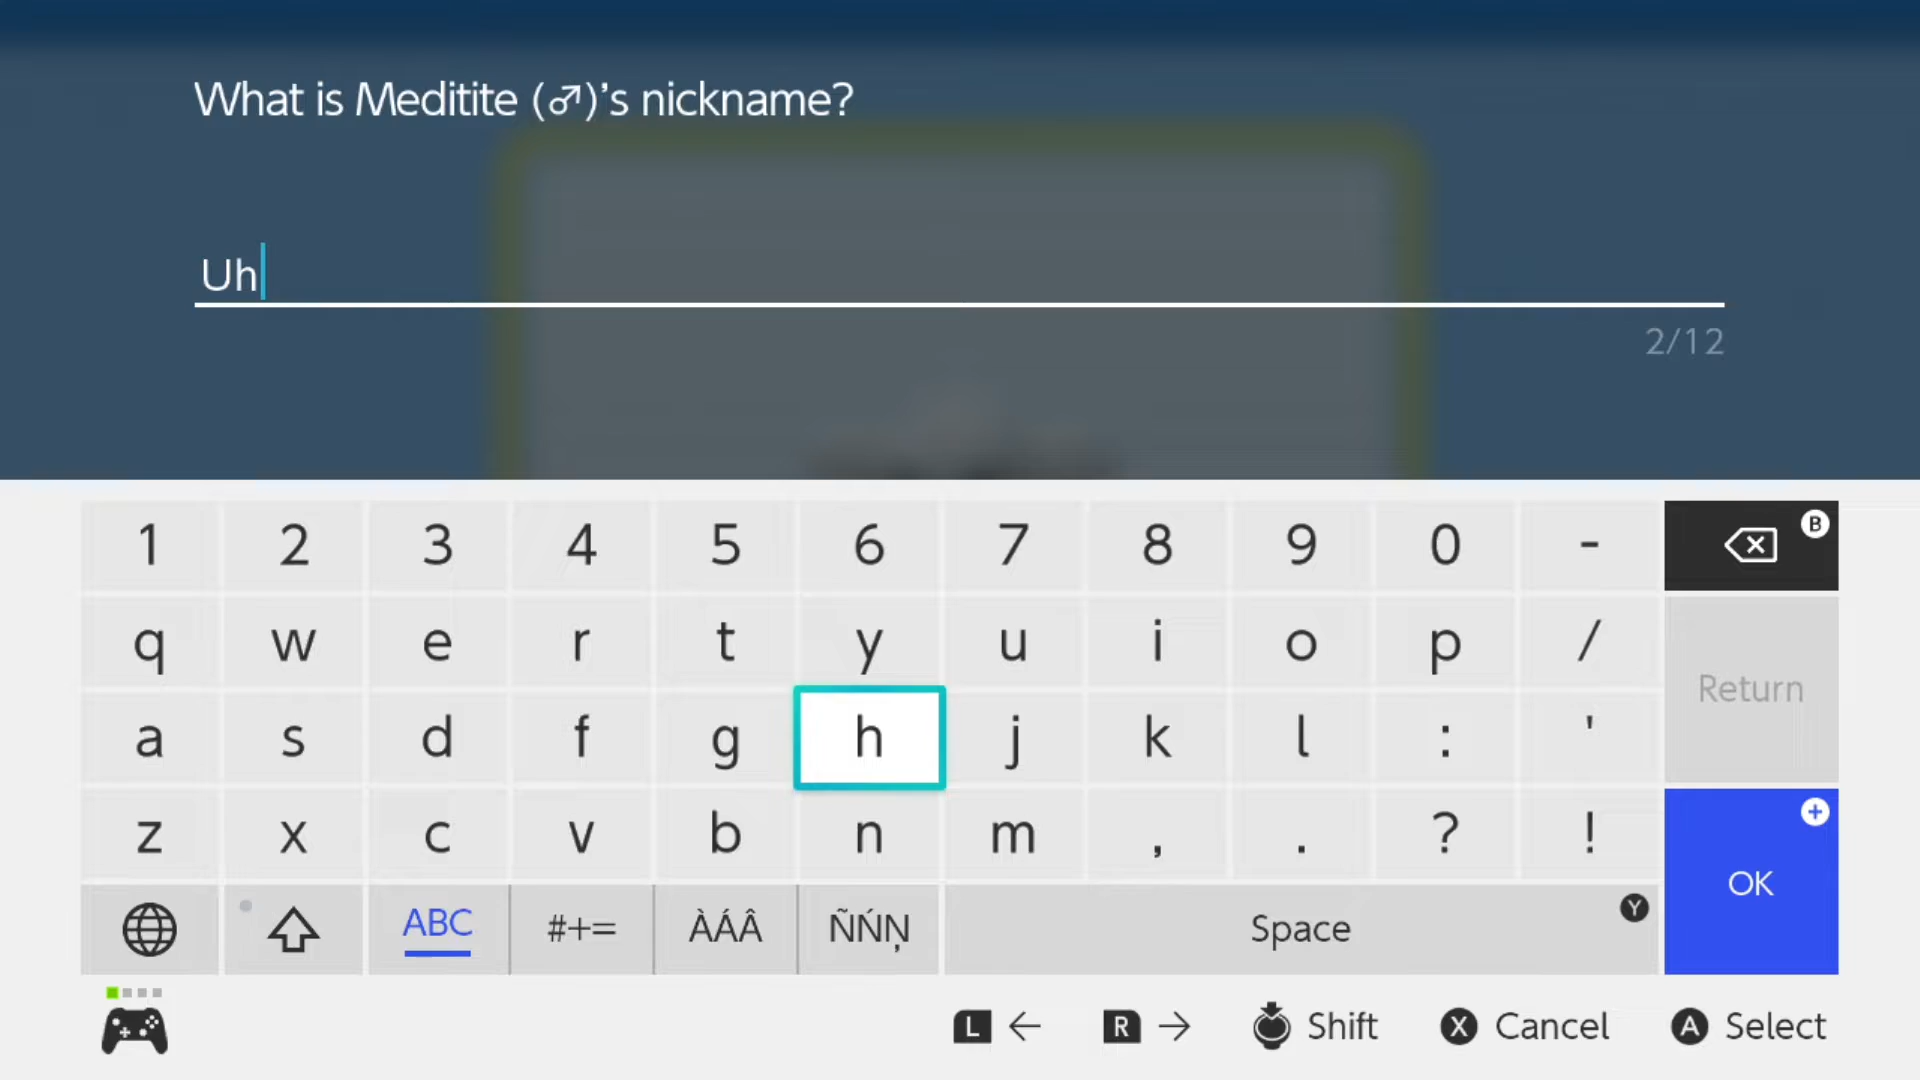 What is Meditite (♂)'s nickname?
Uh
2/12
1 2 3 4 5 6 7 8 9 0 - B
q w e r t y u i o p /
Return
a s d f g h j k l : '
z x c v b n m , . ? ! +
OK
ABC #+= ÀÁÂ ÑŃŅ Space Y
L ← R → Shift X Cancel A Select